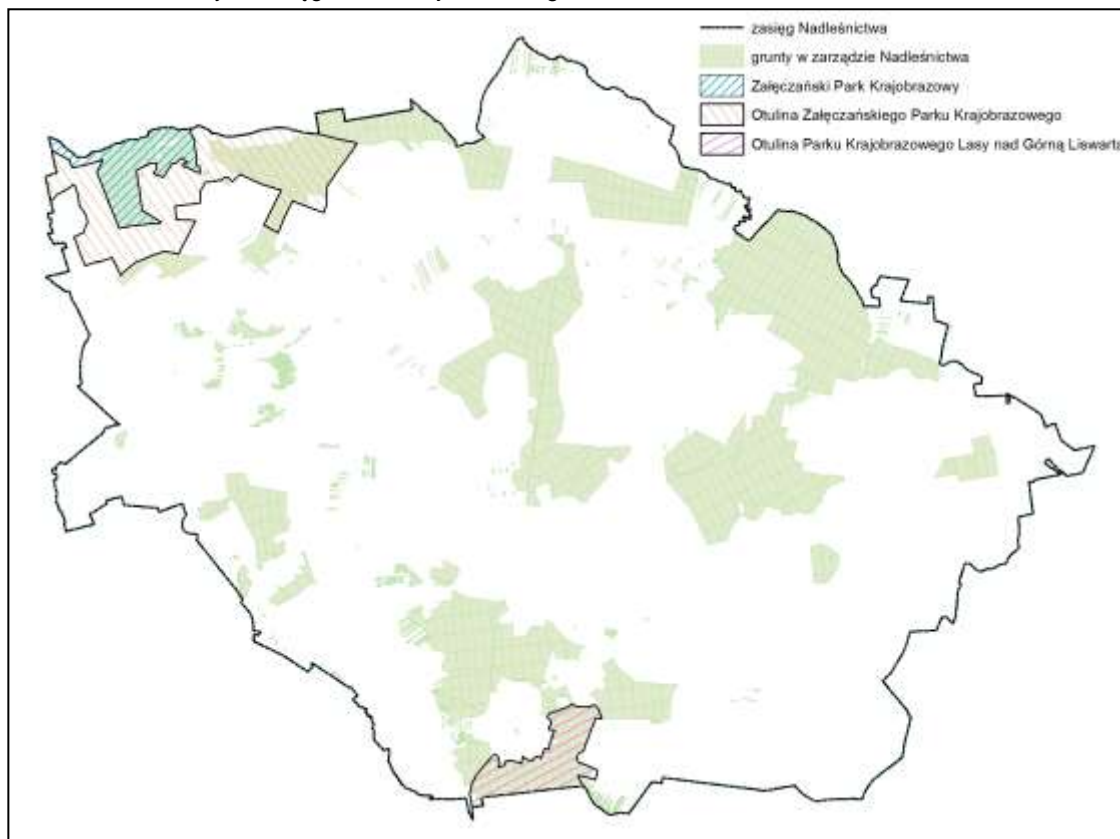 zasięg Nadleśnictwa
grunty w zarządzie Nadleśnictwa
Załęczański Park Krajobrazowy
Otulina Załęczańskiego Parku Krajobrazowego
Otulina Parku Krajobrazowego Lasy nad Górną Liswartą